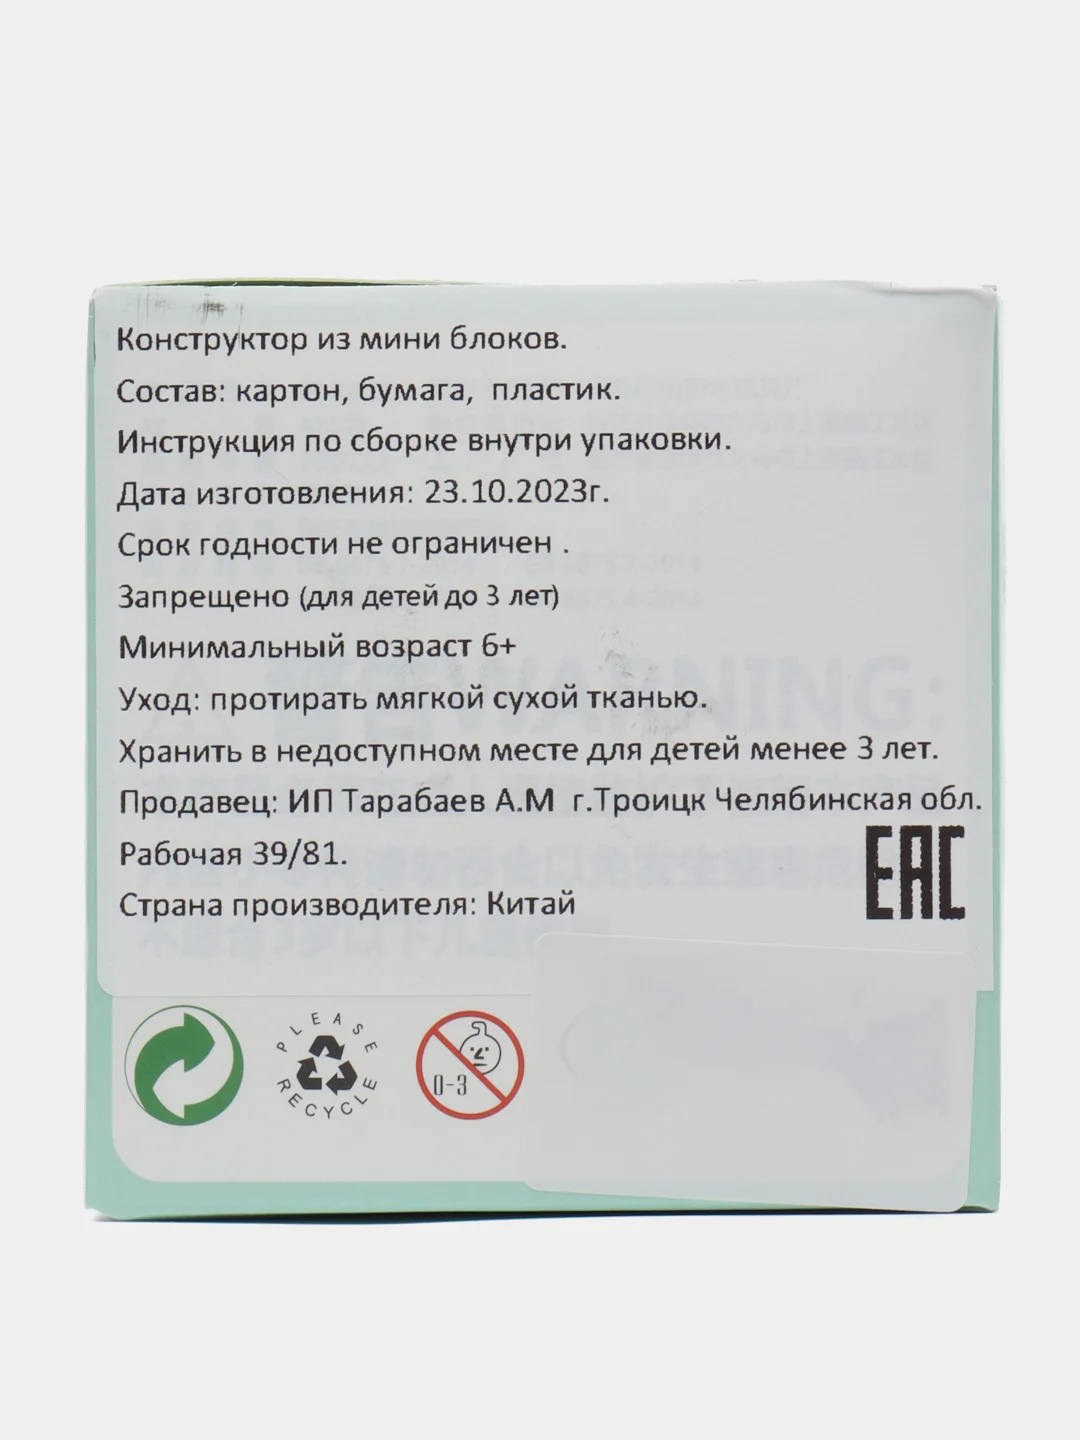 Конструктор из мини блоков.
Состав: картон, бумага, пластик.
Инструкция по сборке внутри упаковки.
Дата изготовления: 23.10.2023г.
Срок годности не ограничен .
Запрещено (для детей до 3 лет)
Минимальный возраст 6+
Уход: протирать мягкой сухой тканью.
Хранить в недоступном месте для детей менее 3 лет.
Продавец: ИП Тарабаев А.М г.Троицк Челябинская обл.
Рабочая 39/81.
Страна производителя: Китай
EAC
WARNING:
PLEASE
RECYCLE
0-3